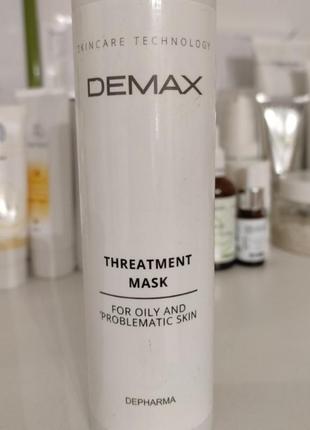 SKINCARE TECHNOLOGY
DEMAX
THREATMENT
MASK
FOR OILY AND
PROBLEMATIC SKIN
DEPHARMA